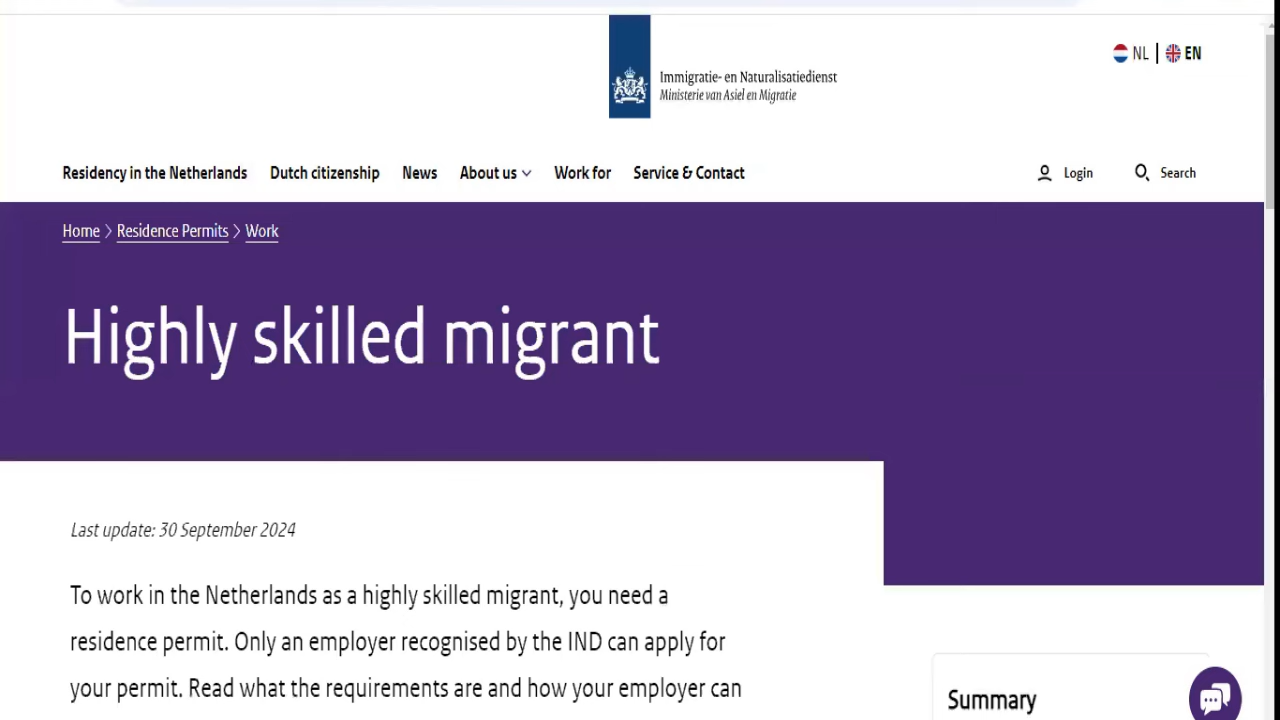 Immigratie- en Naturalisatiedienst
Ministerie van Asiel en Migratie
NL | EN
Residency in the Netherlands Dutch citizenship News About us Work for Service & Contact Login Search
Home > Residence Permits > Work
Highly skilled migrant
Last update: 30 September 2024
To work in the Netherlands as a highly skilled migrant, you need a
residence permit. Only an employer recognised by the IND can apply for
your permit. Read what the requirements are and how your employer can
Summary